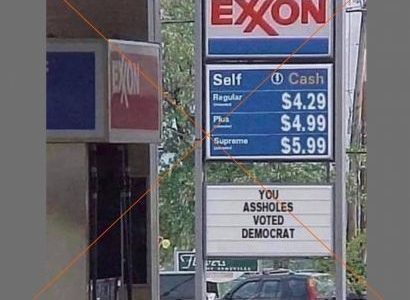 EXXON
EXXON
Self Cash
Regular
$4.29
Plus
$4.99
Supreme
$5.99
YOU
ASSHOLES
VOTED
DEMOCRAT